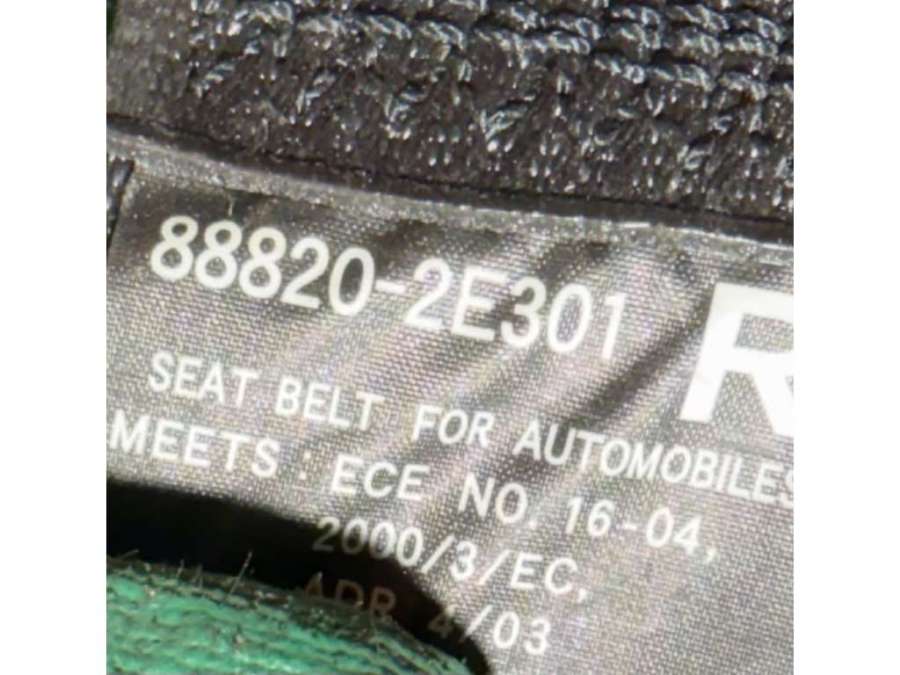 88820-2E301 R
SEAT BELT FOR AUTOMOBILES
MEETS : ECE NO. 16-04,
2000/3/EC,
ADR 4/03